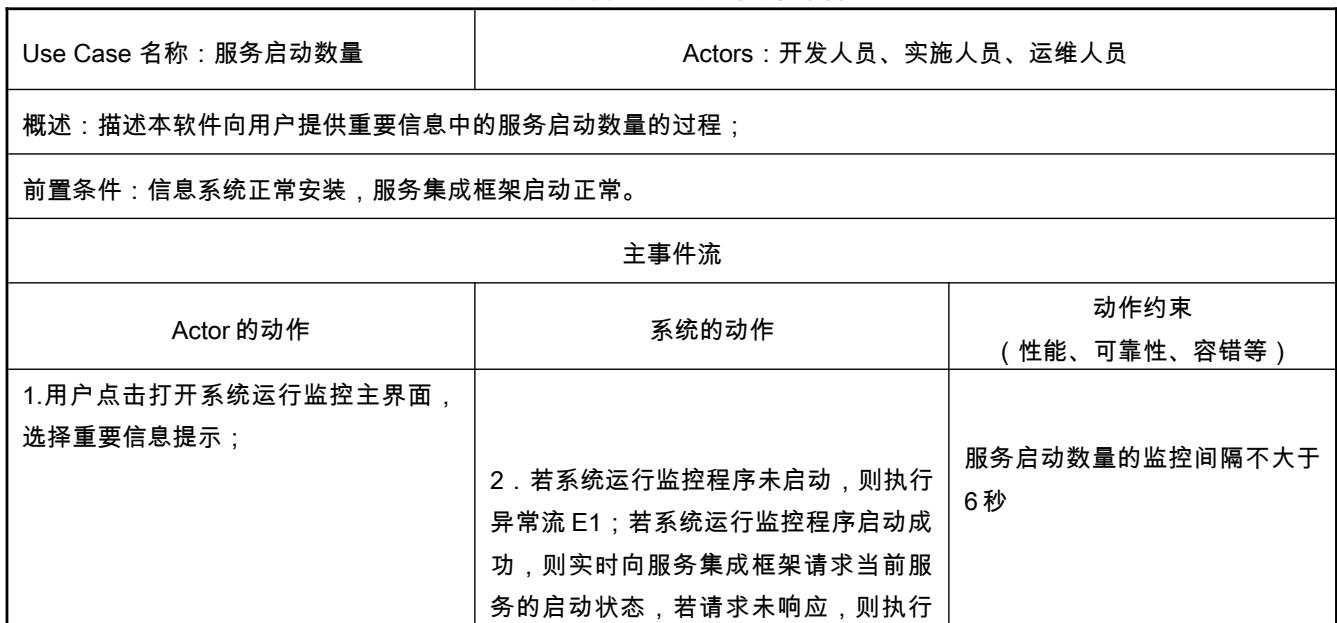 Use Case 名称：服务启动数量
Actors：开发人员、实施人员、运维人员
概述：描述本软件向用户提供重要信息中的服务启动数量的过程；
前置条件：信息系统正常安装，服务集成框架启动正常。
主事件流
Actor 的动作
系统的动作
动作约束
（性能、可靠性、容错等）
1.用户点击打开系统运行监控主界面，
选择重要信息提示；
2．若系统运行监控程序未启动，则执行
异常流 E1；若系统运行监控程序启动成
功，则实时向服务集成框架请求当前服
务的启动状态，若请求未响应，则执行
服务启动数量的监控间隔不大于
6 秒